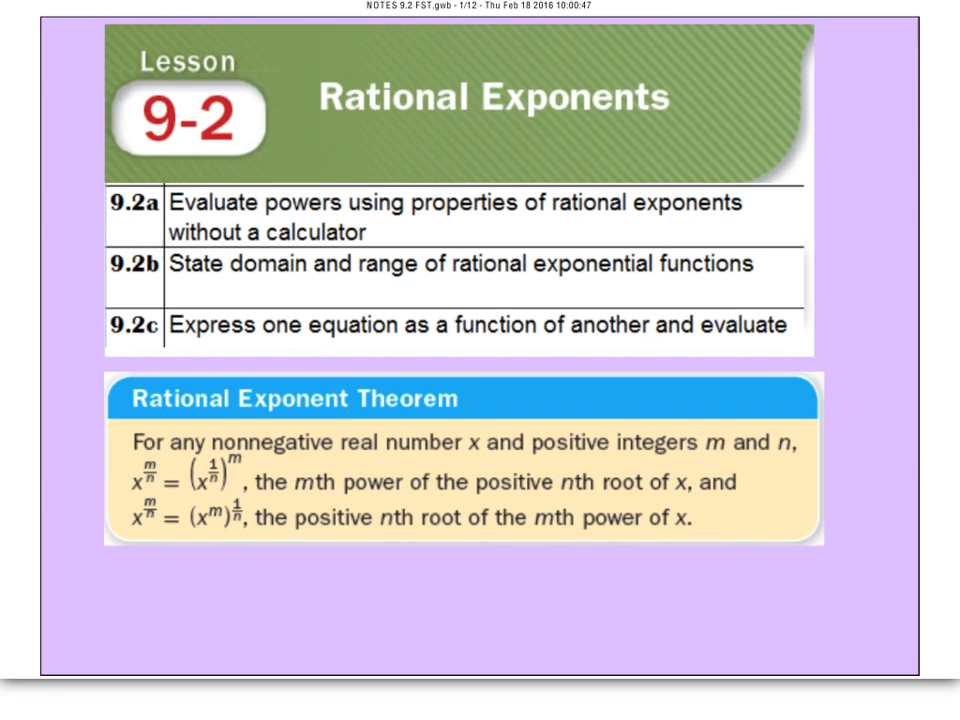 NOTES 9.2 FST.gwb - 1/12 - Thu Feb 18 2016 10:00:47
Lesson
9-2
Rational Exponents
9.2a Evaluate powers using properties of rational exponents
without a calculator
9.2b State domain and range of rational exponential functions
9.2c Express one equation as a function of another and evaluate
Rational Exponent Theorem
For any nonnegative real number x and positive integers m and n,
x^(m/n) = (x^(1/n))^m, the mth power of the positive nth root of x, and
x^(m/n) = (x^m)^(1/n), the positive nth root of the mth power of x.